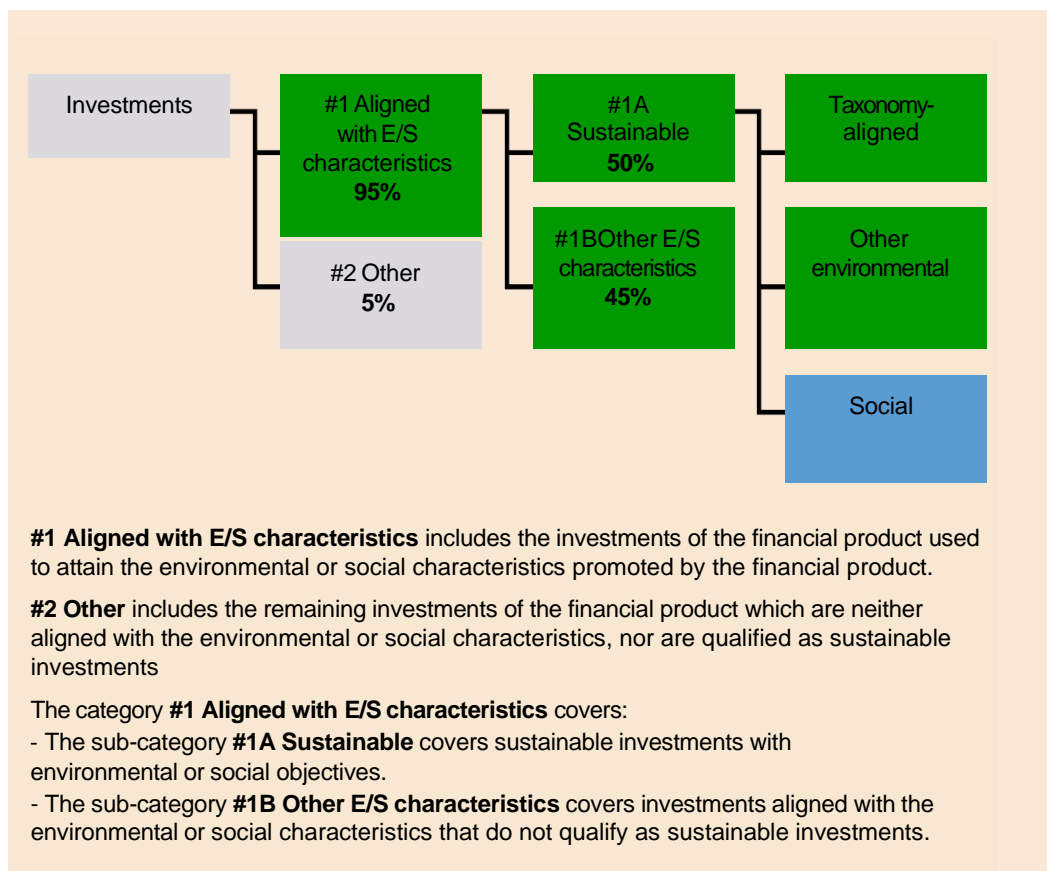 Investments
#1 Aligned
with E/S
characteristics
95%
#2 Other
5%
#1A
Sustainable
50%
#1BOther E/S
characteristics
45%
Taxonomy-
aligned
Other
environmental
Social
#1 Aligned with E/S characteristics includes the investments of the financial product used
to attain the environmental or social characteristics promoted by the financial product.
#2 Other includes the remaining investments of the financial product which are neither
aligned with the environmental or social characteristics, nor are qualified as sustainable
investments
The category #1 Aligned with E/S characteristics covers:
- The sub-category #1A Sustainable covers sustainable investments with
environmental or social objectives.
- The sub-category #1B Other E/S characteristics covers investments aligned with the
environmental or social characteristics that do not qualify as sustainable investments.